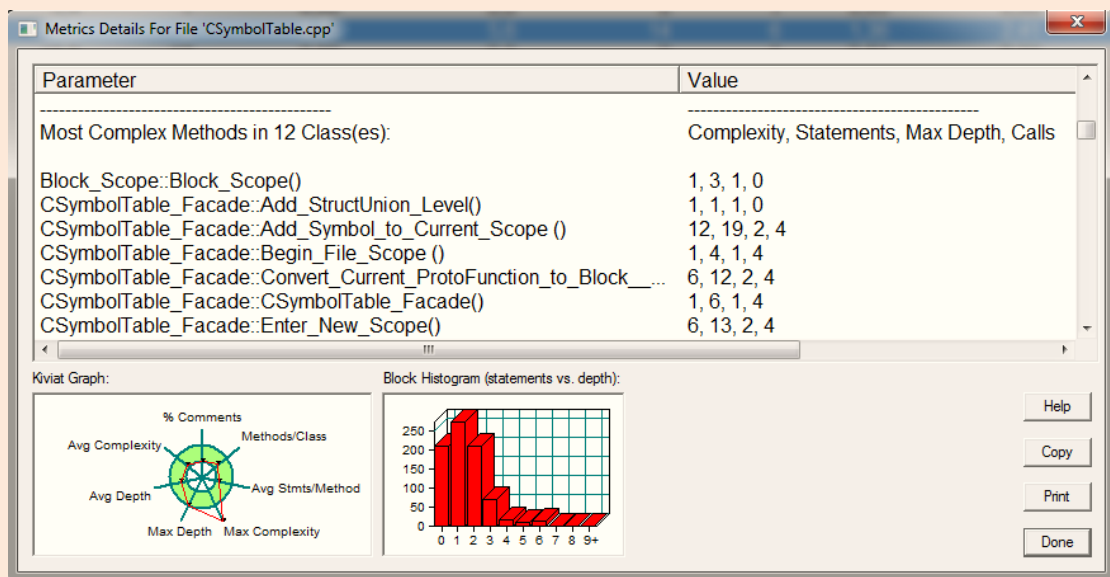 Metrics Details For File 'CSymbolTable.cpp'
Parameter Value
---------------------------------------------- ----------------------------------------------
Most Complex Methods in 12 Class(es): Complexity, Statements, Max Depth, Calls
Block_Scope::Block_Scope() 1, 3, 1, 0
CSymbolTable_Facade::Add_StructUnion_Level() 1, 1, 1, 0
CSymbolTable_Facade::Add_Symbol_to_Current_Scope () 12, 19, 2, 4
CSymbolTable_Facade::Begin_File_Scope () 1, 4, 1, 4
CSymbolTable_Facade::Convert_Current_ProtoFunction_to_Block__... 6, 12, 2, 4
CSymbolTable_Facade::CSymbolTable_Facade() 1, 6, 1, 4
CSymbolTable_Facade::Enter_New_Scope() 6, 13, 2, 4
Kiviat Graph:
% Comments
Methods/Class
Avg Complexity
Avg Stmts/Method
Avg Depth
Max Depth Max Complexity
Block Histogram (statements vs. depth):
250
200
150
100
50
0
0 1 2 3 4 5 6 7 8 9+
Help
Copy
Print
Done